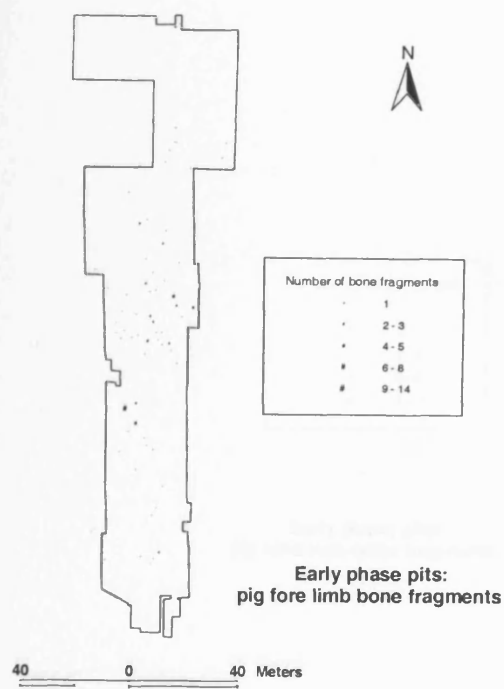 N
Number of bone fragments
1
2 - 3
4 - 5
6 - 8
9 - 14
Early phase pits:
pig fore limb bone fragments
40 0 40 Meters